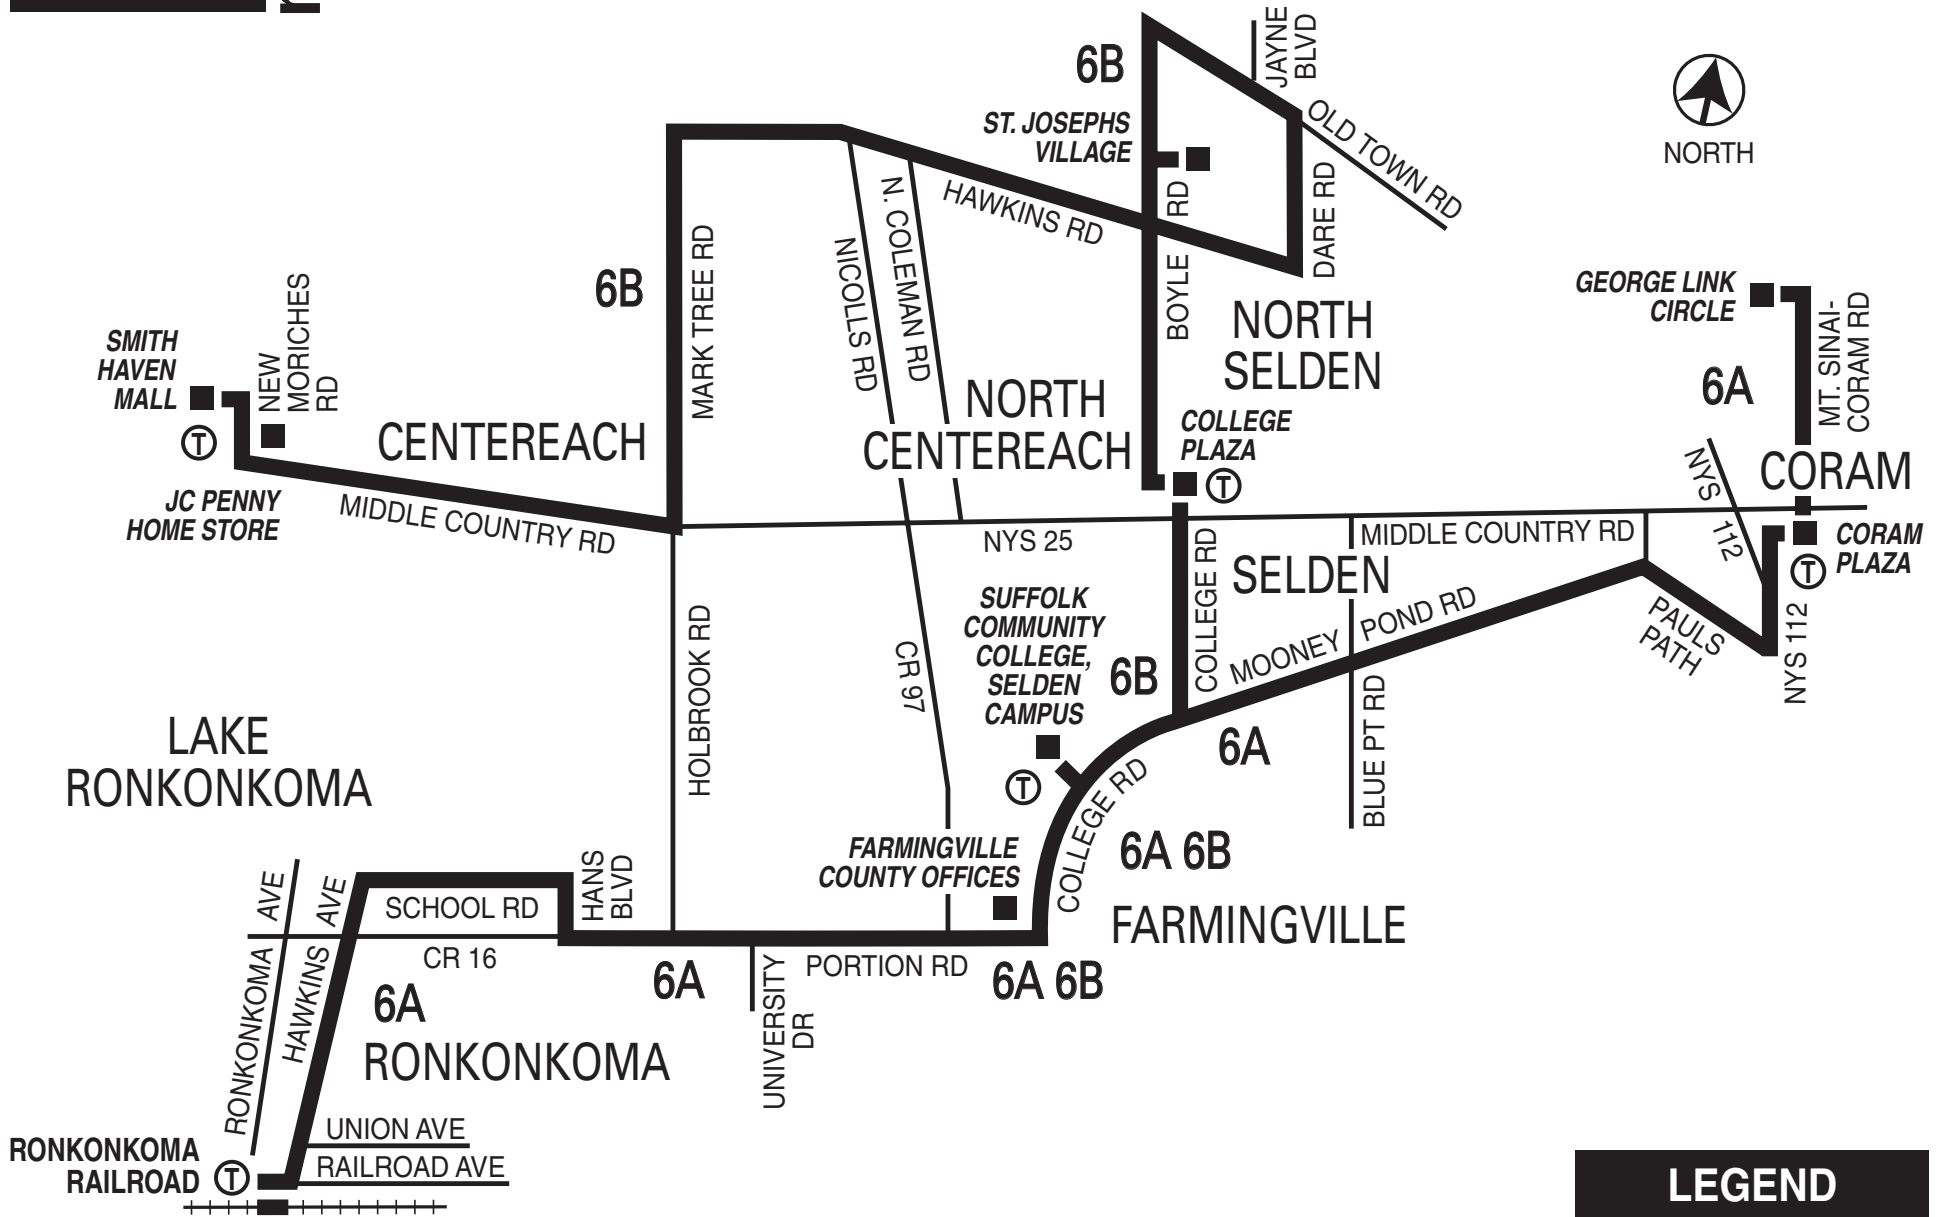 6B
JAYNE
BLVD
OLD TOWN RD
ST. JOSEPHS
VILLAGE
NORTH
HAWKINS RD
N. COLEMAN RD
NICOLLS RD
MARK TREE RD
BOYLE RD
DARE RD
6B
NORTH
SELDEN
GEORGE LINK
CIRCLE
MT. SINAI-
CORAM RD
6A
SMITH
HAVEN
MALL
T
NEW
MORICHES
RD
JC PENNY
HOME STORE
CENTEREACH
MIDDLE COUNTRY RD
NORTH
CENTEREACH
COLLEGE
PLAZA
T
NYS 112
CORAM
CORAM
PLAZA
T
NYS 25
MIDDLE COUNTRY RD
COLLEGE RD
SELDEN
SUFFOLK
COMMUNITY
COLLEGE,
SELDEN
CAMPUS
T
6B
MOONEY POND RD
PAULS
PATH
NYS 112
HOLBROOK RD
CR 97
6A
BLUE PT RD
LAKE
RONKONKOMA
COLLEGE RD
6A 6B
FARMINGVILLE
COUNTY OFFICES
FARMINGVILLE
RONKONKOMA AVE
HAWKINS AVE
SCHOOL RD
HANS
BLVD
CR 16
6A
6A
UNIVERSITY
DR
PORTION RD
6A 6B
RONKONKOMA
UNION AVE
RAILROAD AVE
RONKONKOMA
RAILROAD
T
LEGEND